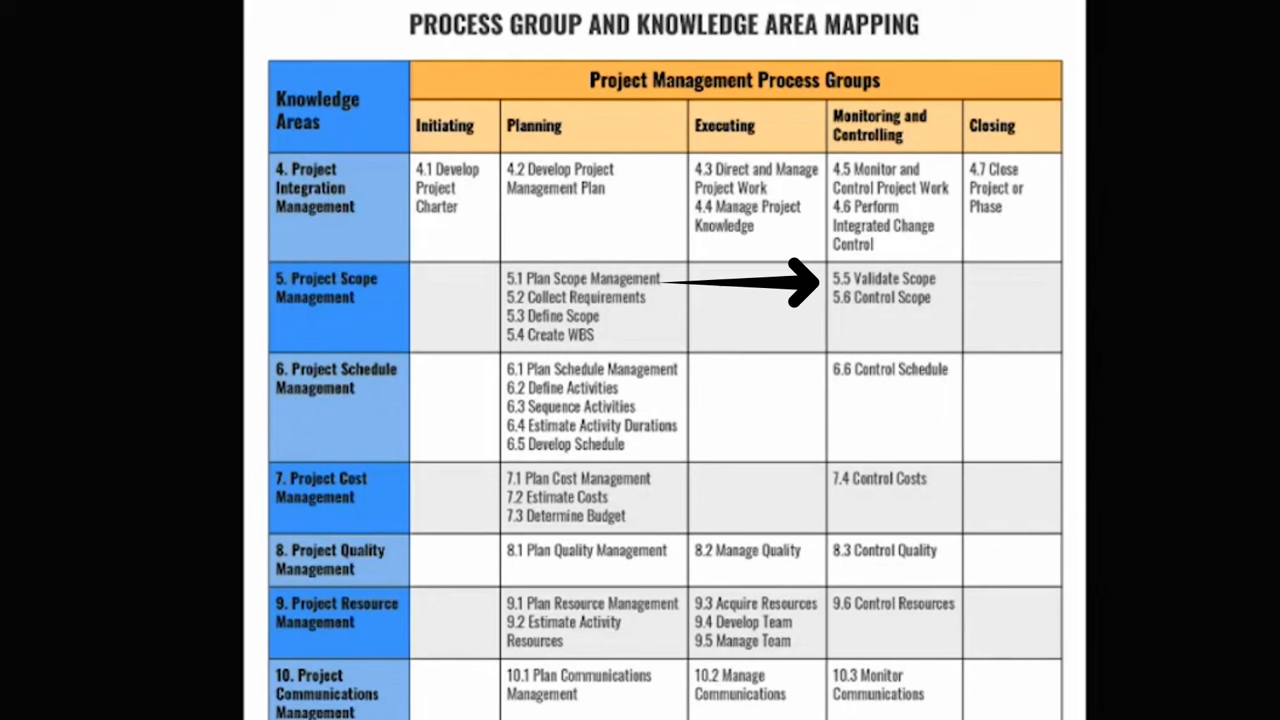 PROCESS GROUP AND KNOWLEDGE AREA MAPPING
Knowledge
Areas
Project Management Process Groups
Initiating
Planning
Executing
Monitoring and
Controlling
Closing
4. Project
Integration
Management
4.1 Develop
Project
Charter
4.2 Develop Project
Management Plan
4.3 Direct and Manage
Project Work
4.4 Manage Project
Knowledge
4.5 Monitor and
Control Project Work
4.6 Perform
Integrated Change
Control
4.7 Close
Project or
Phase
5. Project Scope
Management
5.1 Plan Scope Management
5.2 Collect Requirements
5.3 Define Scope
5.4 Create WBS
5.5 Validate Scope
5.6 Control Scope
6. Project Schedule
Management
6.1 Plan Schedule Management
6.2 Define Activities
6.3 Sequence Activities
6.4 Estimate Activity Durations
6.5 Develop Schedule
6.6 Control Schedule
7. Project Cost
Management
7.1 Plan Cost Management
7.2 Estimate Costs
7.3 Determine Budget
7.4 Control Costs
8. Project Quality
Management
8.1 Plan Quality Management
8.2 Manage Quality
8.3 Control Quality
9. Project Resource
Management
9.1 Plan Resource Management
9.2 Estimate Activity
Resources
9.3 Acquire Resources
9.4 Develop Team
9.5 Manage Team
9.6 Control Resources
10. Project
Communications
Management
10.1 Plan Communications
Management
10.2 Manage
Communications
10.3 Monitor
Communications